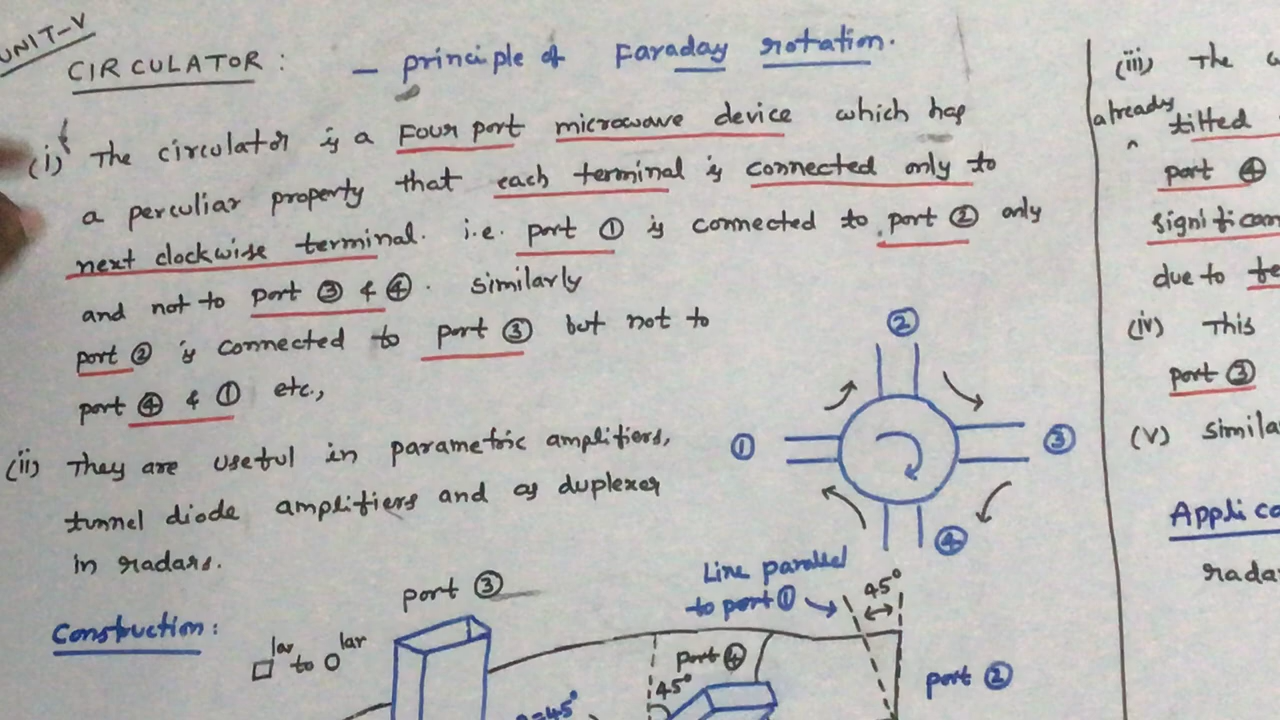 UNIT-V
CIRCULATOR : - principle of Faraday rotation.
(i) The circulator is a Four port microwave device which has
a perculiar property that each terminal is connected only to
next clockwise terminal. i.e. port ① is connected to port ② only
and not to port ③ & ④. similarly
port ② is connected to port ③ but not to
port ④ & ① etc.,
(ii) They are useful in parametric amplifiers,
tunnel diode amplifiers and as duplexer
in radars.
②
①
③
④
Construction:
□lar to Olar
port ③
Line parallel
to port ①
45°
port ④
45°
port ②
=45°
(iii) The
already
tilted
port ④
significan
due to
(iv) This
port ③
(v) Simila
Applica
rada